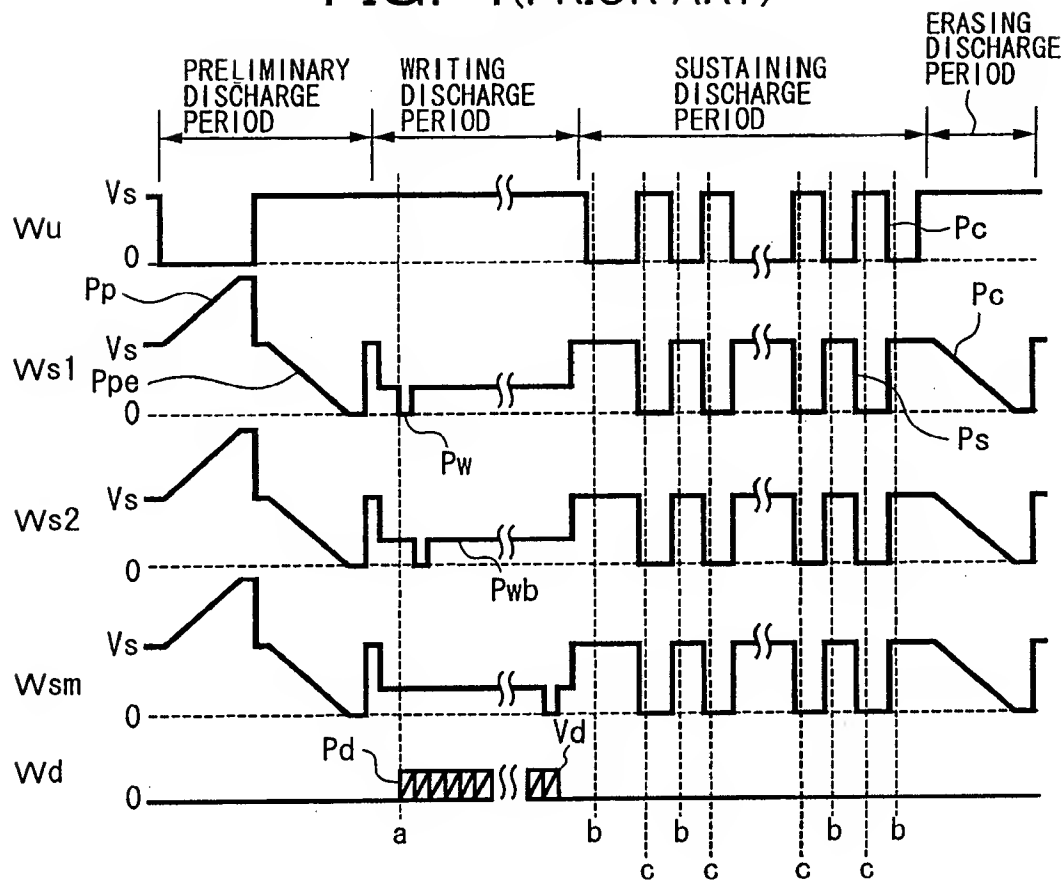 FIG. 4(PRIOR ART)
ERASING
DISCHARGE
PERIOD
PRELIMINARY
DISCHARGE
PERIOD
WRITING
DISCHARGE
PERIOD
SUSTAINING
DISCHARGE
PERIOD
Vs
Wu
0
Pc
Pp
Vs
Ws1
Ppe
0
Pc
Pw
Ps
Vs
Ws2
0
Pwb
Vs
Wsm
0
Pd
Vd
Wd
0
a b b b b
c c c c